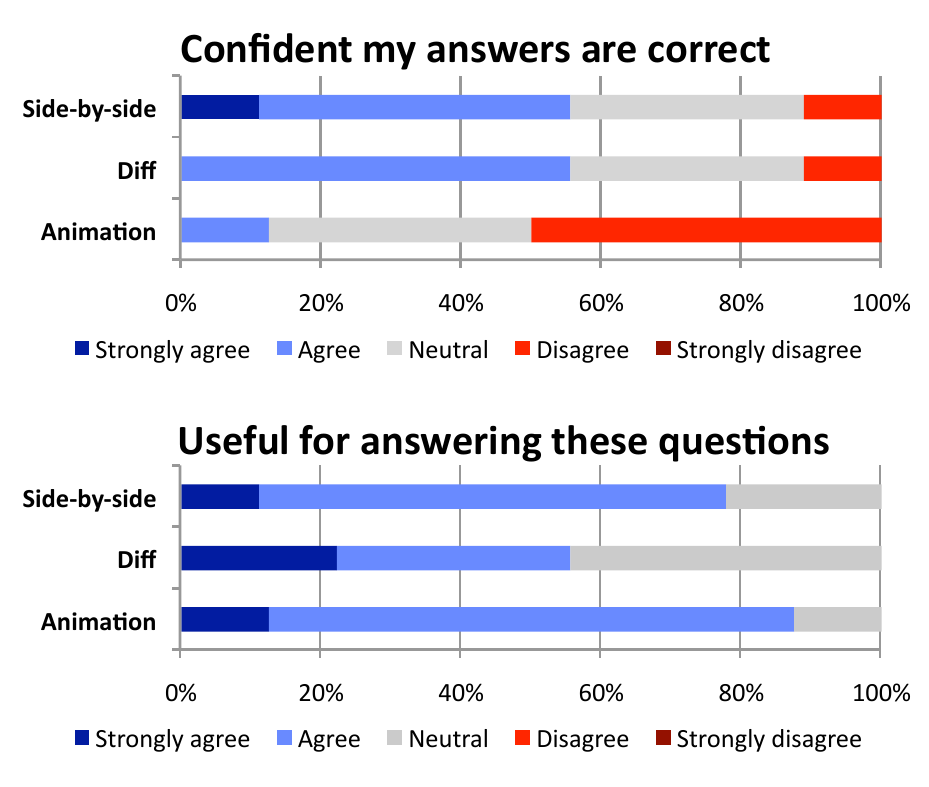 Confident my answers are correct
Side-by-side
Diff
Animation
0% 20% 40% 60% 80% 100%
Strongly agree Agree Neutral Disagree Strongly disagree
Useful for answering these questions
Side-by-side
Diff
Animation
0% 20% 40% 60% 80% 100%
Strongly agree Agree Neutral Disagree Strongly disagree